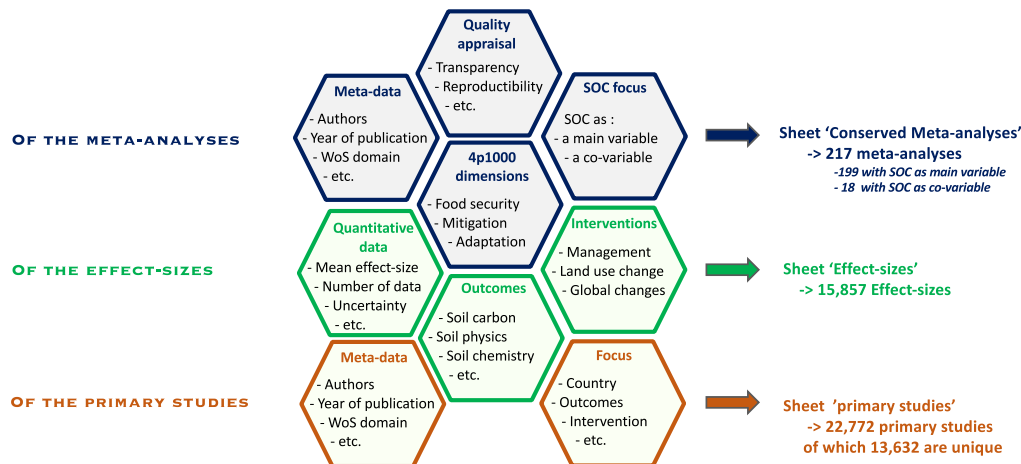 Quality
appraisal
- Transparency
- Reproductibility
- etc.
Meta-data
- Authors
- Year of publication
- WoS domain
- etc.
SOC focus
SOC as :
- a main variable
- a co-variable
OF THE META-ANALYSES
Sheet ‘Conserved Meta-analyses’
-> 217 meta-analyses
-199 with SOC as main variable
- 18 with SOC as co-variable
4p1000
dimensions
- Food security
- Mitigation
- Adaptation
Quantitative
data
- Mean effect-size
- Number of data
- Uncertainty
- etc.
Interventions
- Management
- Land use change
- Global changes
OF THE EFFECT-SIZES
Sheet ‘Effect-sizes’
-> 15,857 Effect-sizes
Outcomes
- Soil carbon
- Soil physics
- Soil chemistry
- etc.
Meta-data
- Authors
- Year of publication
- WoS domain
- etc.
Focus
- Country
- Outcomes
- Intervention
- etc.
OF THE PRIMARY STUDIES
Sheet ’primary studies’
-> 22,772 primary studies
of which 13,632 are unique